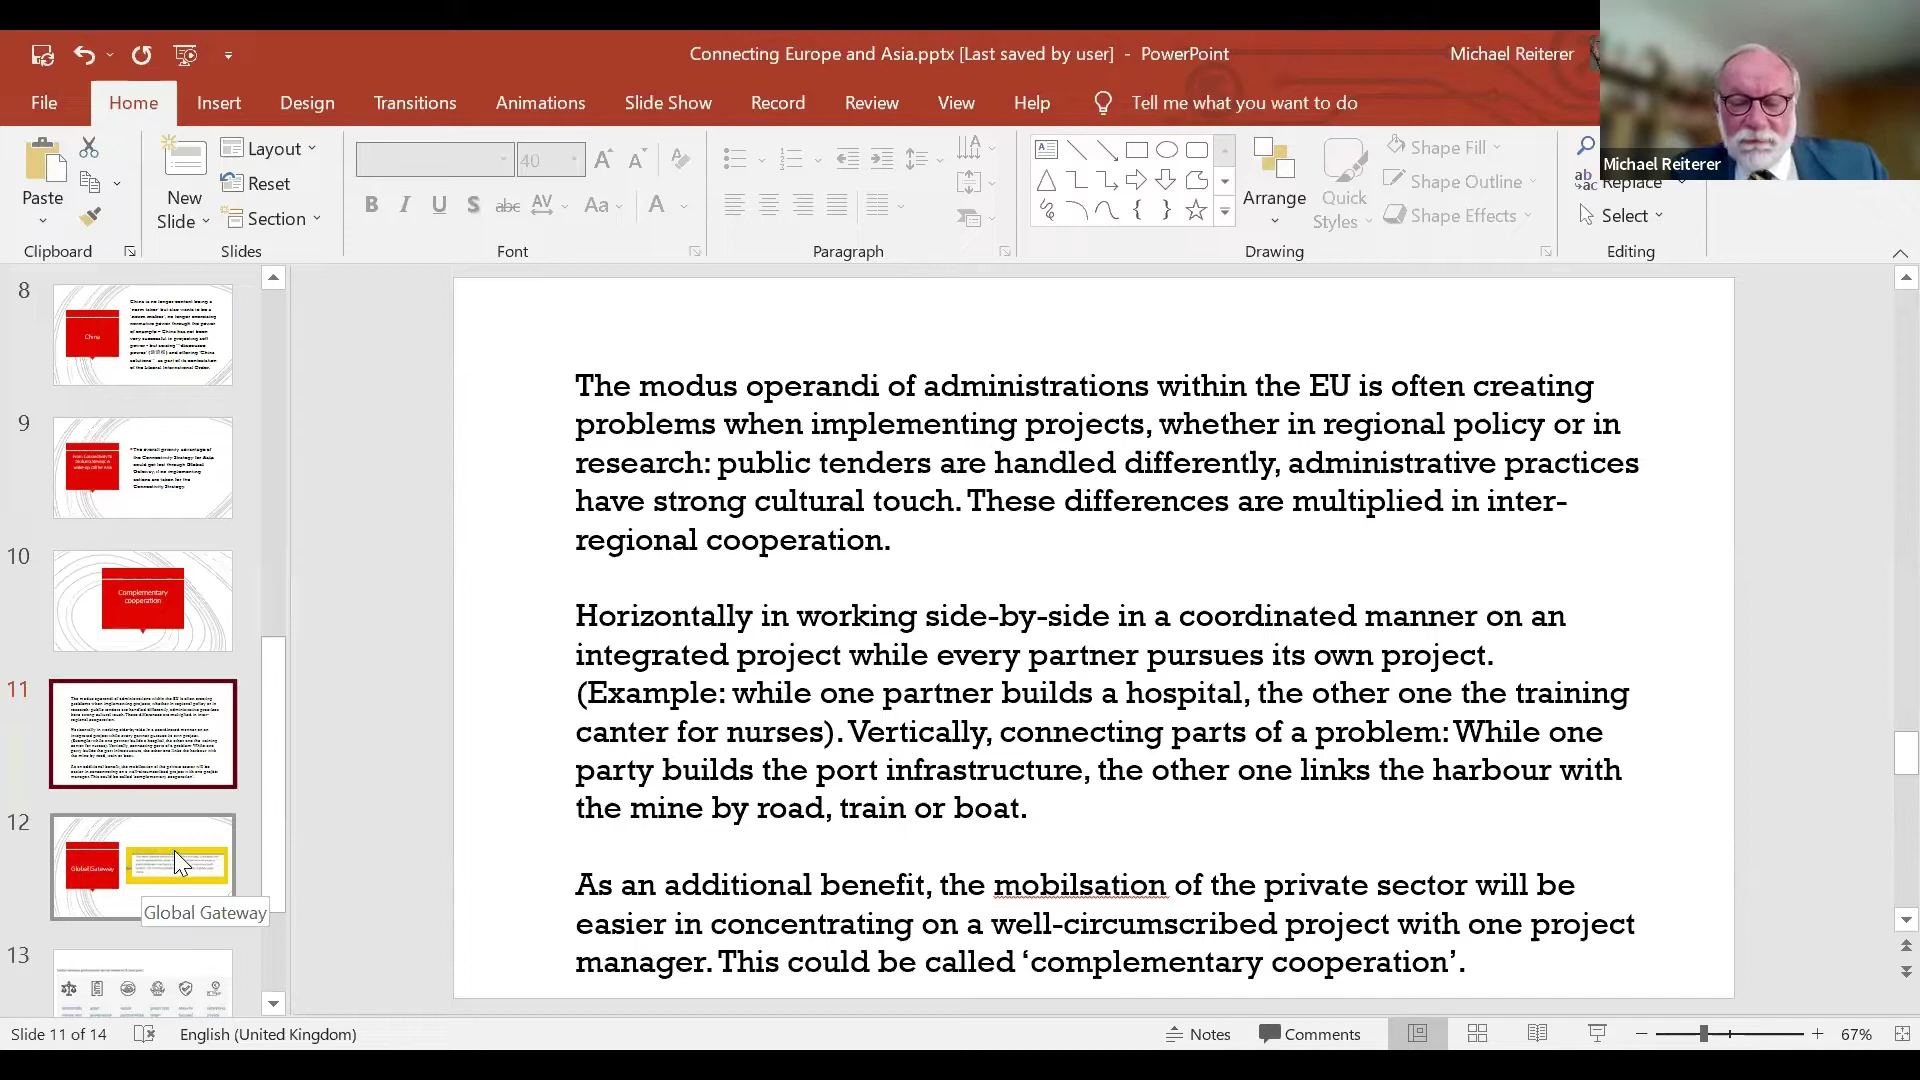 Connecting Europe and Asia.pptx [Last saved by user] - PowerPoint
Michael Reiterer
File Home Insert Design Transitions Animations Slide Show Record Review View Help Tell me what you want to do
Michael Reiterer
Paste
New
Slide
Layout
Reset
Section
40
B I U S abc AV Aa A
Arrange
Quick
Styles
Shape Fill
Shape Outline
Shape Effects
Replace
Select
Clipboard Slides Font Paragraph Drawing Editing
8
China
9
10
Complementary
cooperation
11
12
Global Gateway
Global Gateway
13
The modus operandi of administrations within the EU is often creating
problems when implementing projects, whether in regional policy or in
research: public tenders are handled differently, administrative practices
have strong cultural touch. These differences are multiplied in inter-
regional cooperation.
Horizontally in working side-by-side in a coordinated manner on an
integrated project while every partner pursues its own project.
(Example: while one partner builds a hospital, the other one the training
canter for nurses). Vertically, connecting parts of a problem: While one
party builds the port infrastructure, the other one links the harbour with
the mine by road, train or boat.
As an additional benefit, the mobilsation of the private sector will be
easier in concentrating on a well-circumscribed project with one project
manager. This could be called ‘complementary cooperation’.
Slide 11 of 14 English (United Kingdom) Notes Comments 67%